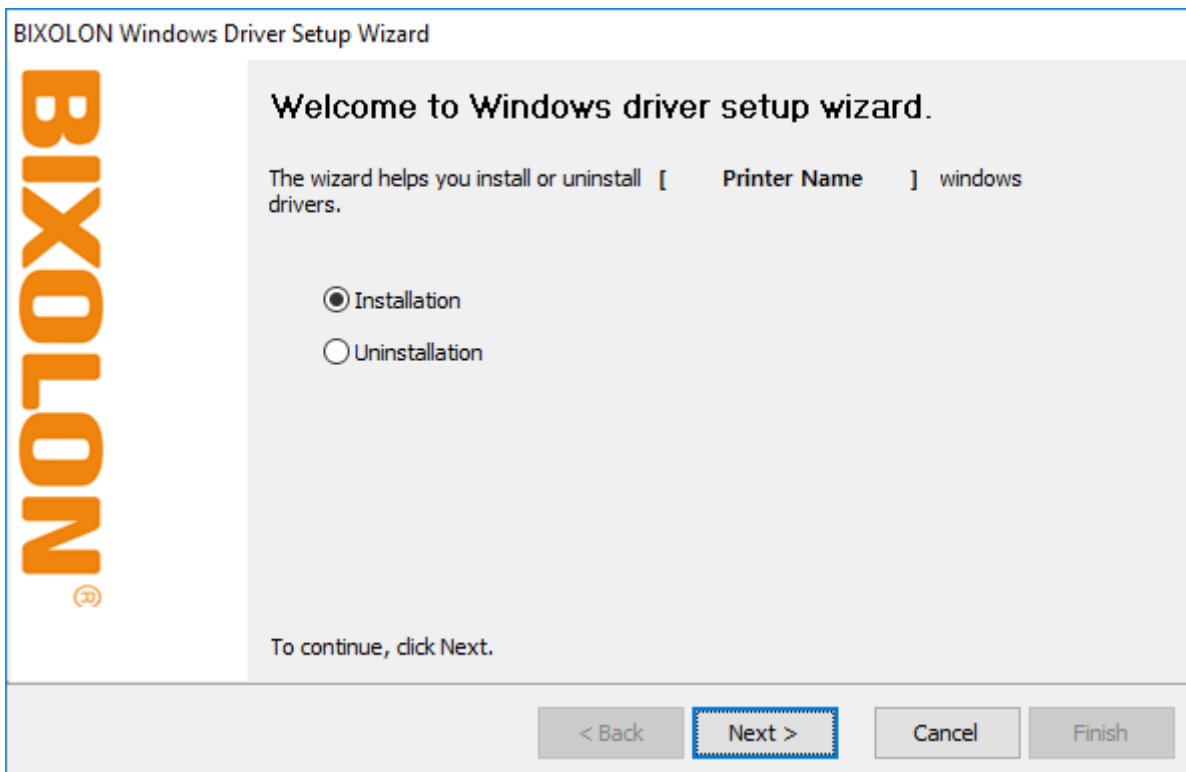 BIXOLON Windows Driver Setup Wizard
BIXOLON®
Welcome to Windows driver setup wizard.
The wizard helps you install or uninstall [ Printer Name ] windows
drivers.
Installation
Uninstallation
To continue, click Next.
< Back Next > Cancel Finish